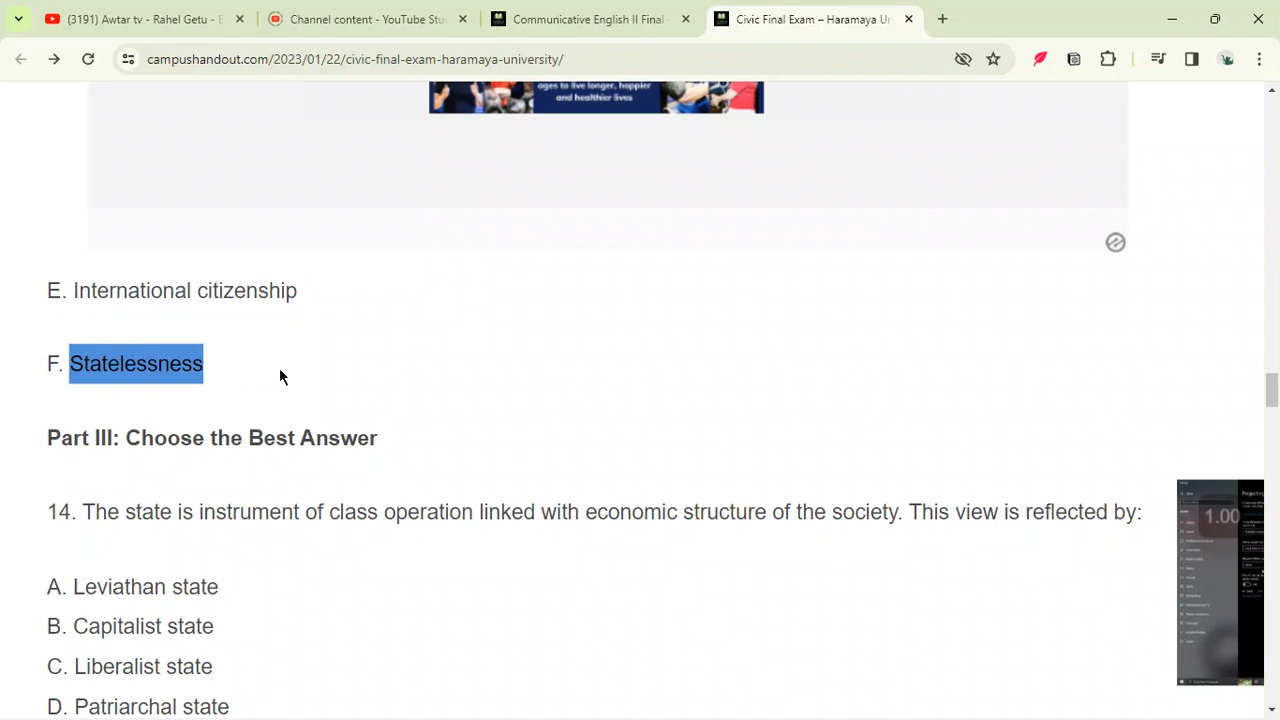 (3191) Awtar tv - Rahel Getu - E
Channel content - YouTube Stu
Communicative English II Final
Civic Final Exam – Haramaya Un
campushandout.com/2023/01/22/civic-final-exam-haramaya-university/
ages to live longer, happier
and healthier lives
E. International citizenship
F. Statelessness
Part III: Choose the Best Answer
14. The state is instrument of class operation linked with economic structure of the society. This view is reflected by:
A. Leviathan state
B. Capitalist state
C. Liberalist state
D. Patriarchal state
Projecting
1.00